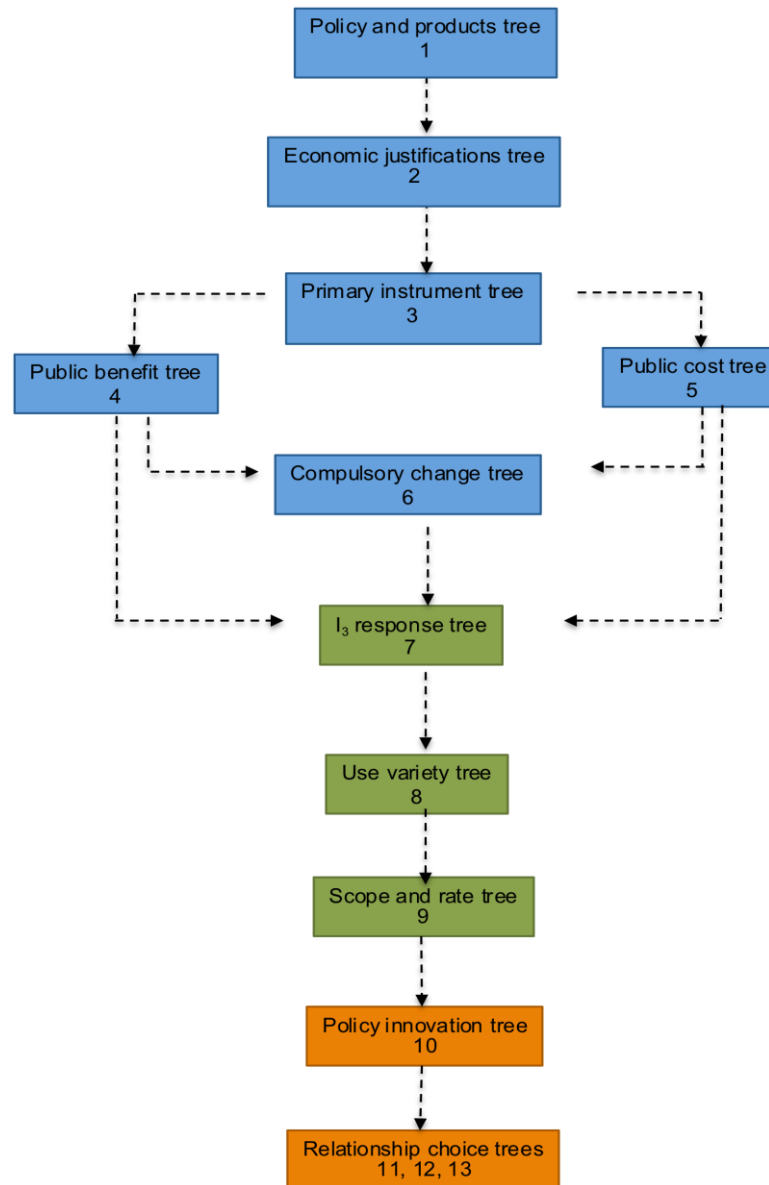 Policy and products tree
1
Economic justifications tree
2
Primary instrument tree
3
Public benefit tree
4
Public cost tree
5
Compulsory change tree
6
I₃ response tree
7
Use variety tree
8
Scope and rate tree
9
Policy innovation tree
10
Relationship choice trees
11, 12, 13